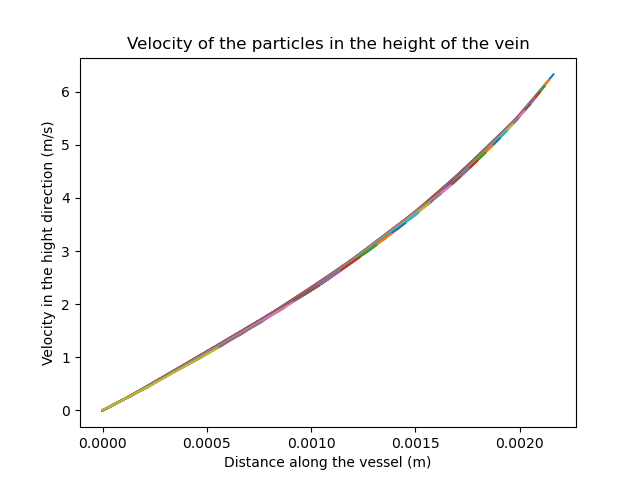 Velocity of the particles in the height of the vein
6
5
4
3
2
1
0
Velocity in the hight direction (m/s)
0.0000 0.0005 0.0010 0.0015 0.0020
Distance along the vessel (m)